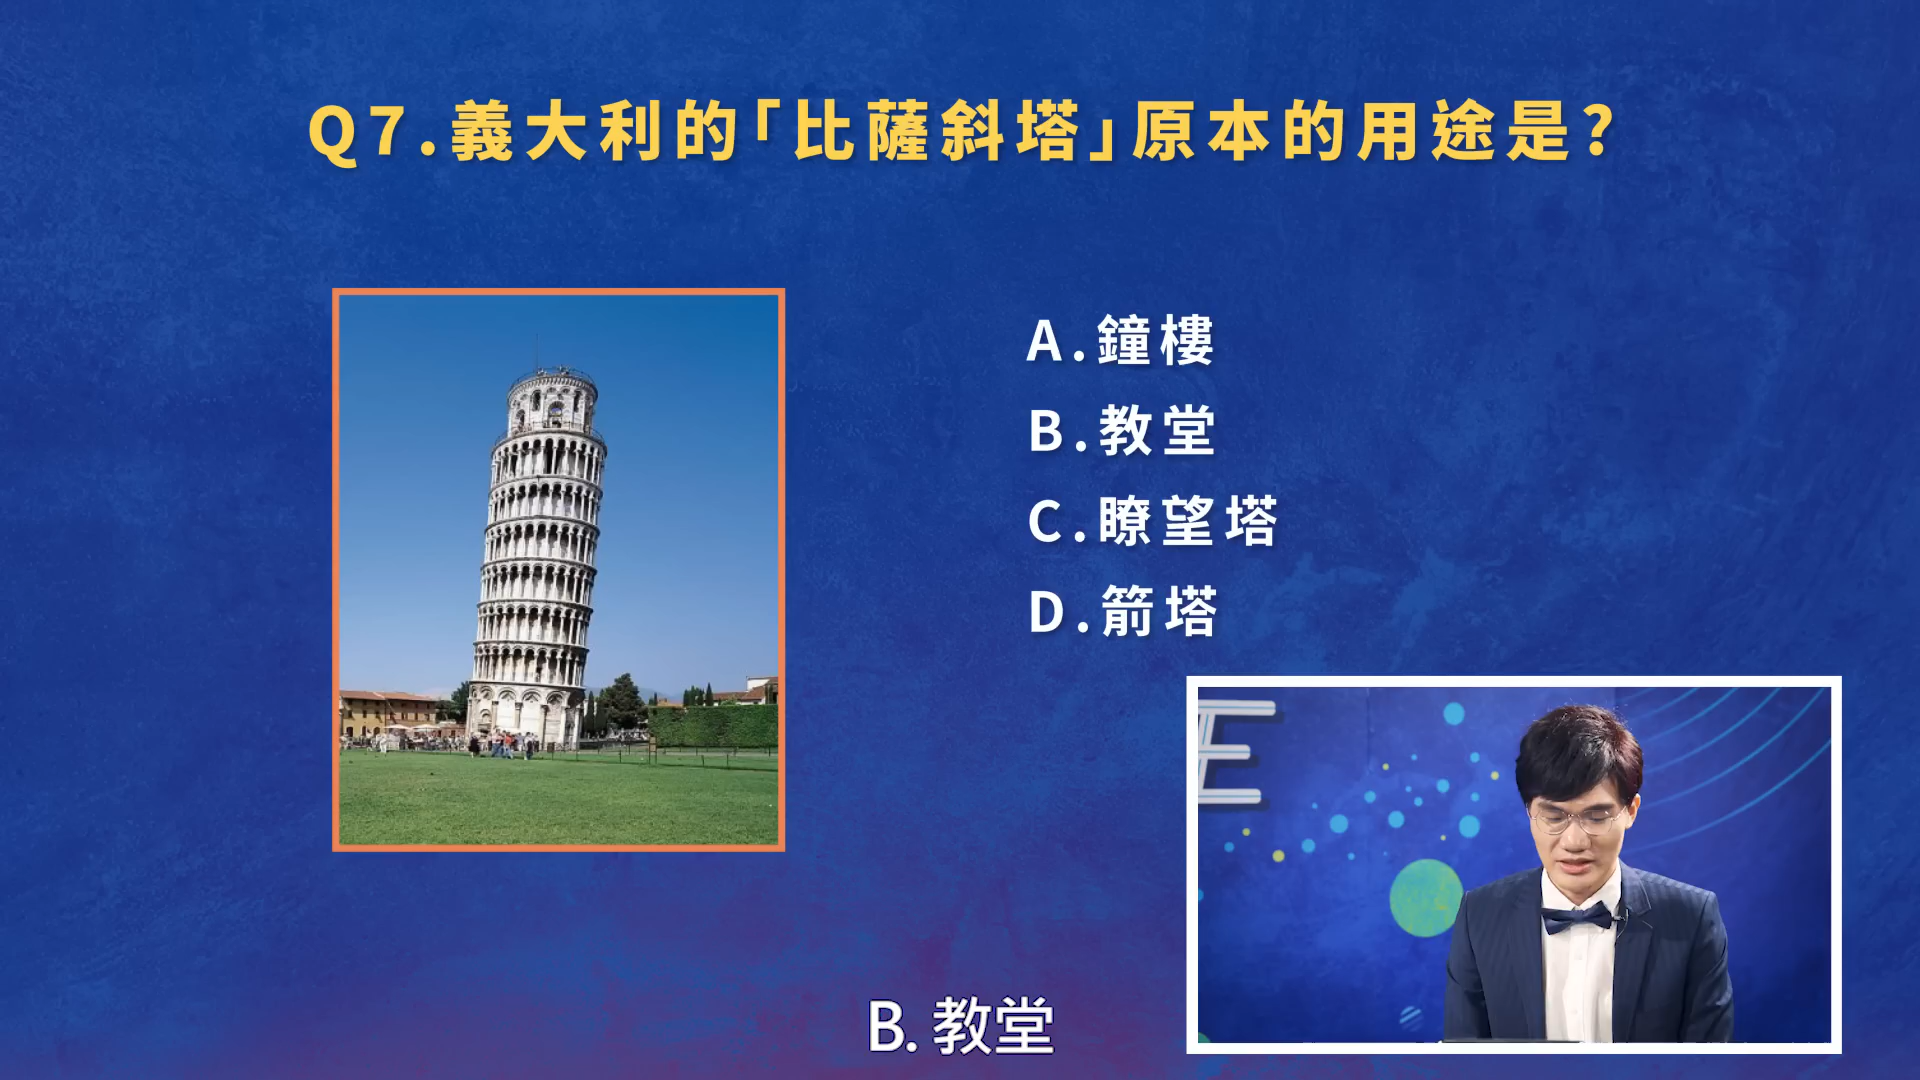 Q7.義大利的「比薩斜塔」原本的用途是?
A.鐘樓
B.教堂
C.瞭望塔
D.箭塔
E
B. 教堂